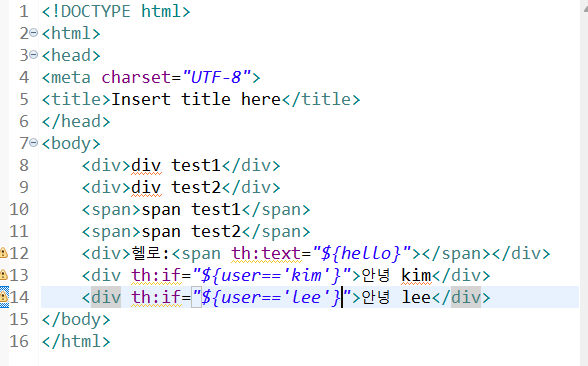 1 <!DOCTYPE html>
2 <html>
3 <head>
4 <meta charset="UTF-8">
5 <title>Insert title here</title>
6 </head>
7 <body>
8     <div>div test1</div>
9     <div>div test2</div>
10     <span>span test1</span>
11     <span>span test2</span>
12     <div>헬로:<span th:text="${hello}"></span></div>
13     <div th:if="${user=='kim'}">안녕 kim</div>
14     <div th:if="${user=='lee'}">안녕 lee</div>
15 </body>
16 </html>